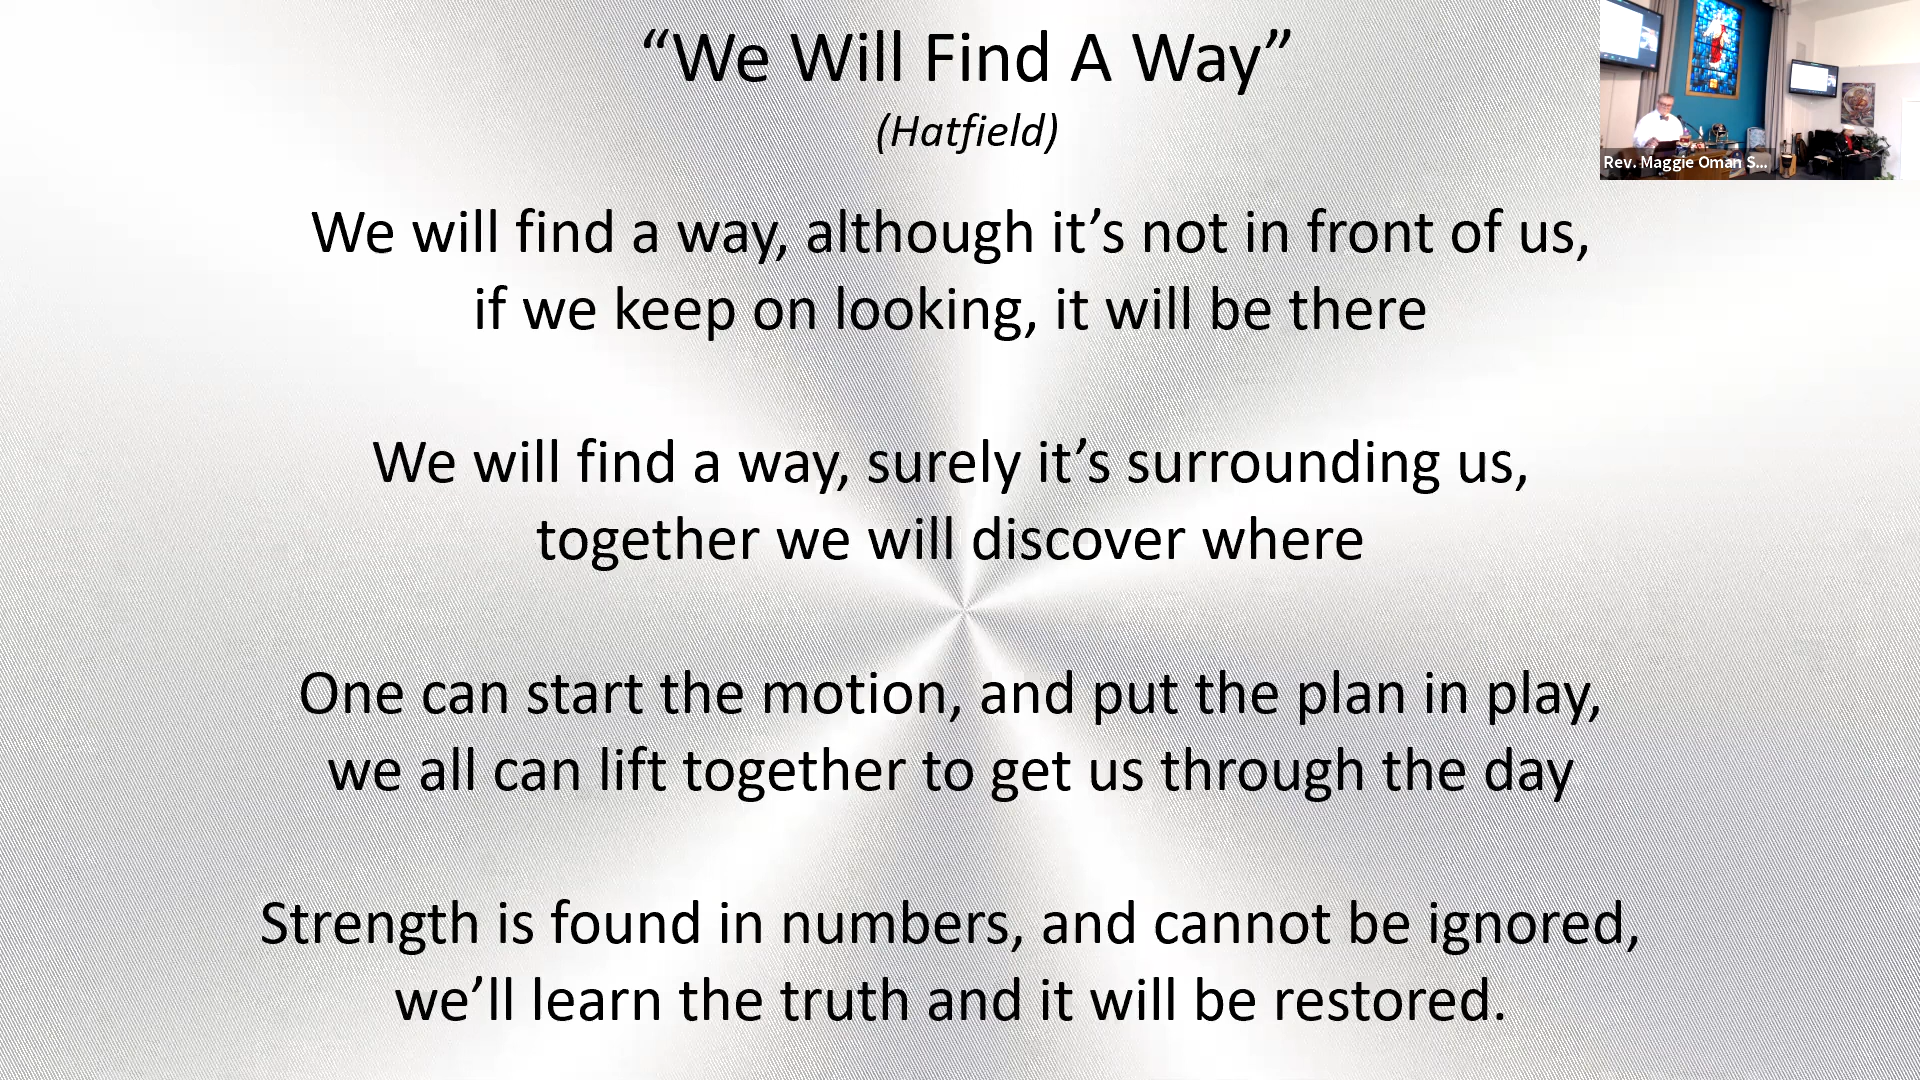 “We Will Find A Way”
(Hatfield)
We will find a way, although it’s not in front of us,
if we keep on looking, it will be there
We will find a way, surely it’s surrounding us,
together we will discover where
One can start the motion, and put the plan in play,
we all can lift together to get us through the day
Strength is found in numbers, and cannot be ignored,
we’ll learn the truth and it will be restored.
Rev. Maggie Oman S...